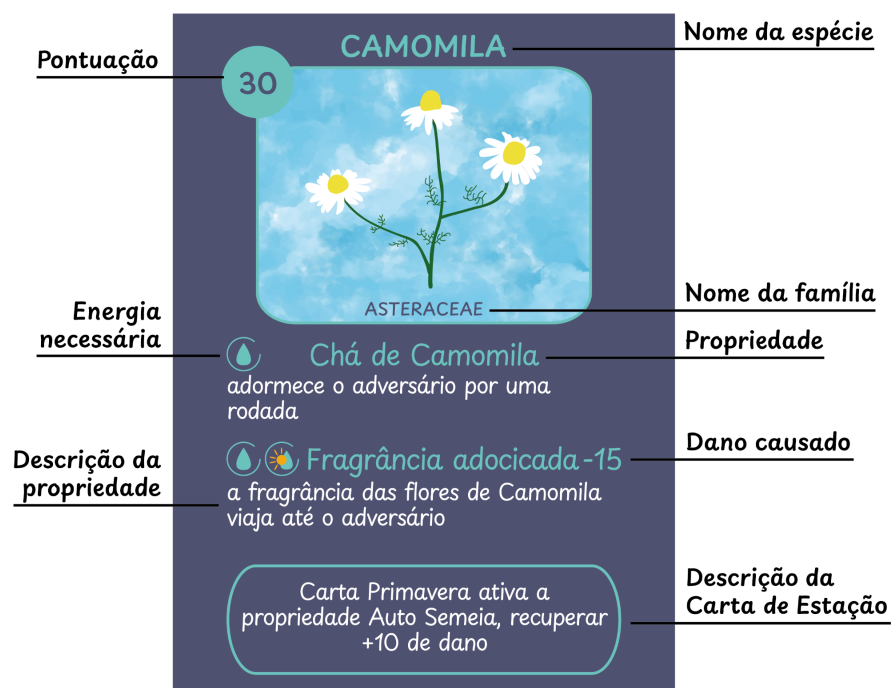 CAMOMILA
Nome da espécie
Pontuação
30
ASTERACEAE
Nome da família
Energia
necessária
Chá de Camomila
Propriedade
adormece o adversário por uma
rodada
Fragrância adocicada -15
Dano causado
Descrição da
propriedade
a fragrância das flores de Camomila
viaja até o adversário
Carta Primavera ativa a
propriedade Auto Semeia, recuperar
+10 de dano
Descrição da
Carta de Estação